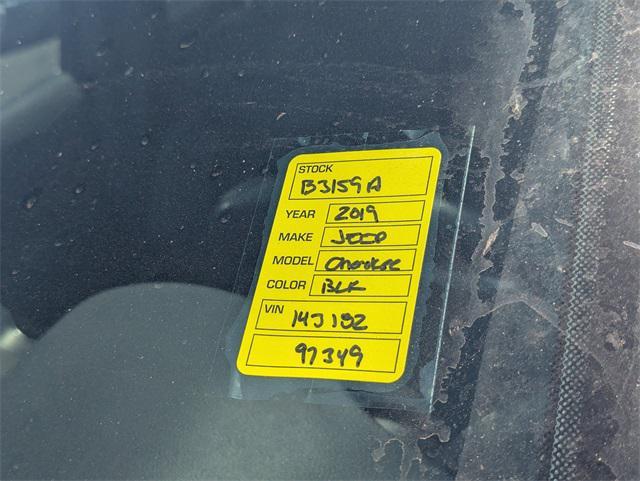 STOCK
B3159A
YEAR 2019
MAKE JEEP
MODEL Cherokee
COLOR BLK
VIN 14J192
97349